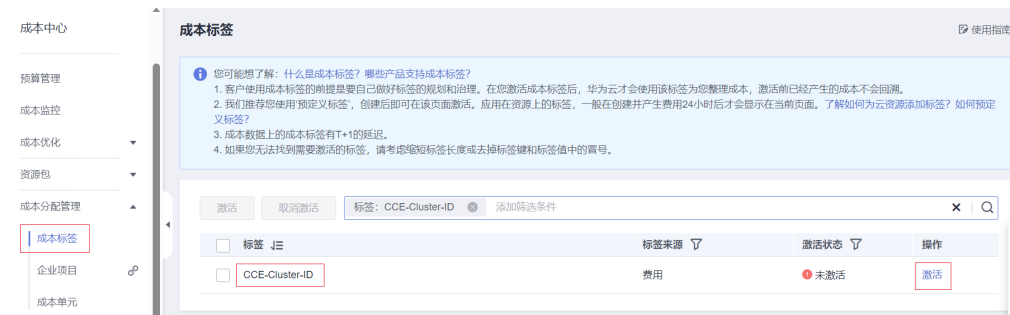 成本中心
预算管理
成本监控
成本优化
资源包
成本分配管理
成本标签
企业项目
成本单元
成本标签
使用指南
您可能想了解：什么是成本标签？哪些产品支持成本标签？
1. 客户使用成本标签的前提是要自己做好标签的规划和治理。在您激活成本标签后，华为云才会使用该标签为您整理成本，激活前已经产生的成本不会回溯。
2. 我们推荐您使用‘预定义标签’，创建后即可在该页面激活。应用在资源上的标签，一般在创建并产生费用24小时后才会显示在当前页面。了解如何为云资源添加标签？如何预定
义标签？
3. 成本数据上的成本标签有T+1的延迟。
4. 如果您无法找到需要激活的标签，请考虑缩短标签长度或去掉标签键和标签值中的冒号。
激活 取消激活 标签：CCE-Cluster-ID 添加筛选条件
标签 标签来源 激活状态 操作
CCE-Cluster-ID 费用 未激活 激活